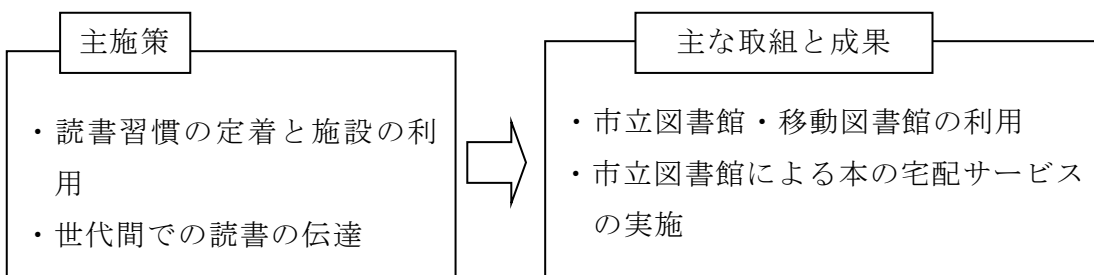 主施策
・読書習慣の定着と施設の利
用
・世代間での読書の伝達
主な取組と成果
・市立図書館・移動図書館の利用
・市立図書館による本の宅配サービス
の実施